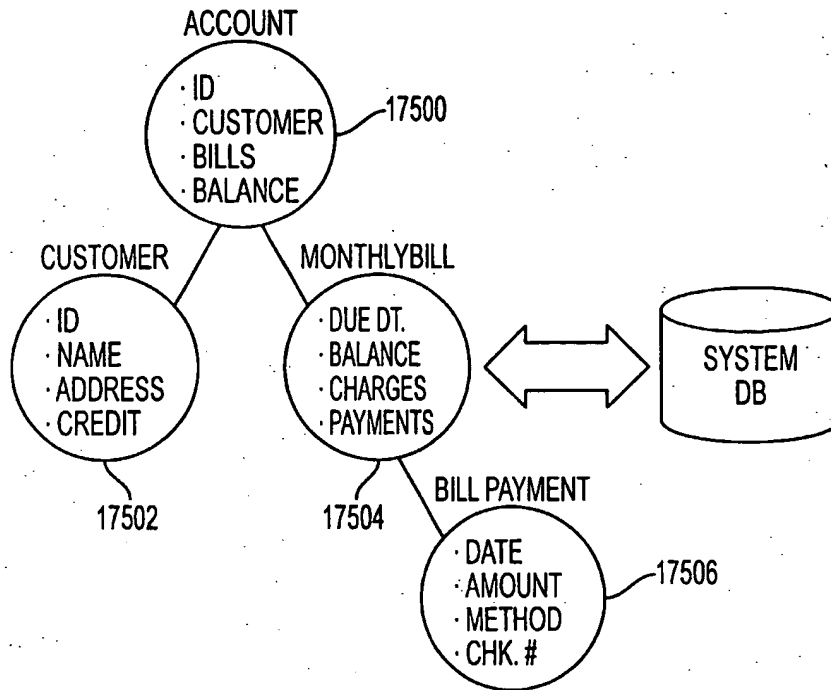 ACCOUNT
· ID
· CUSTOMER
· BILLS
· BALANCE
17500
CUSTOMER
· ID
· NAME
· ADDRESS
· CREDIT
17502
MONTHLYBILL
· DUE DT.
· BALANCE
· CHARGES
· PAYMENTS
17504
SYSTEM
DB
BILL PAYMENT
· DATE
· AMOUNT
· METHOD
· CHK. #
17506